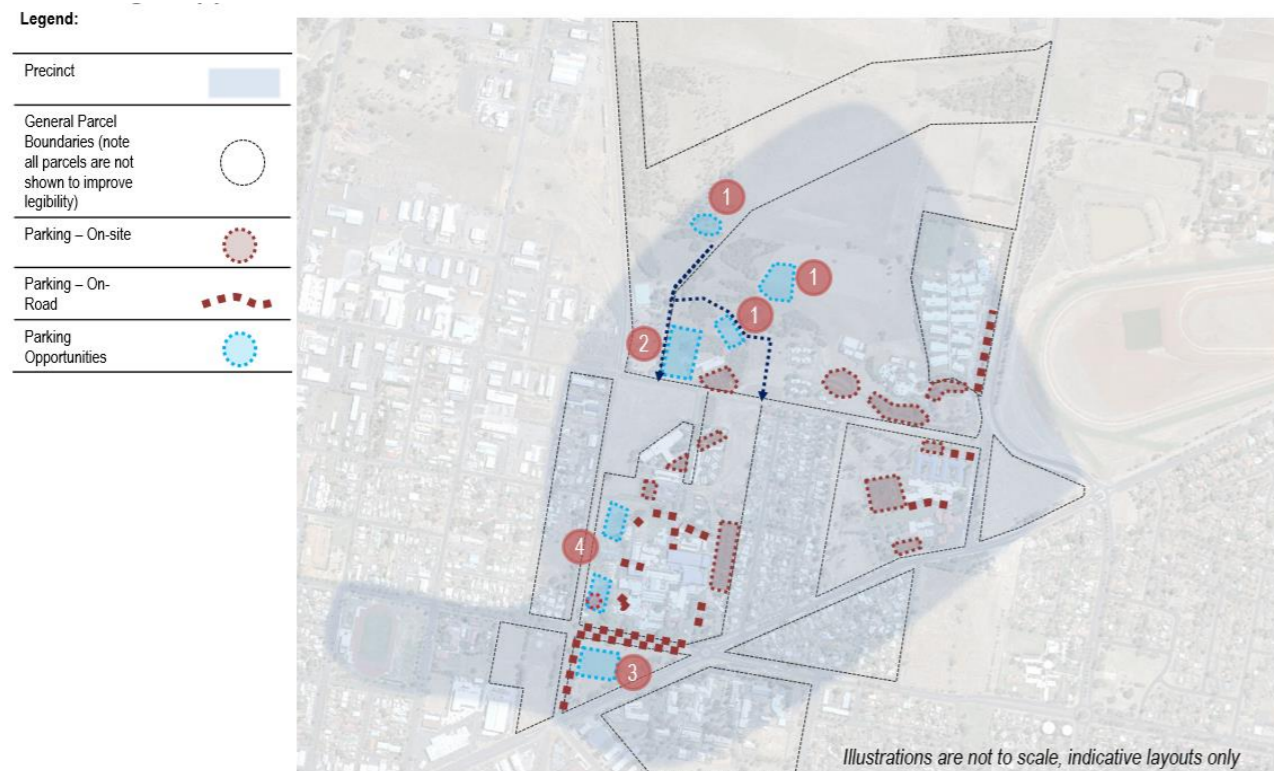 Legend:
Precinct
General Parcel
Boundaries (note
all parcels are not
shown to improve
legibility)
Parking – On-site
Parking – On-
Road
Parking
Opportunities
1
1
1
2
4
3
Illustrations are not to scale, indicative layouts only